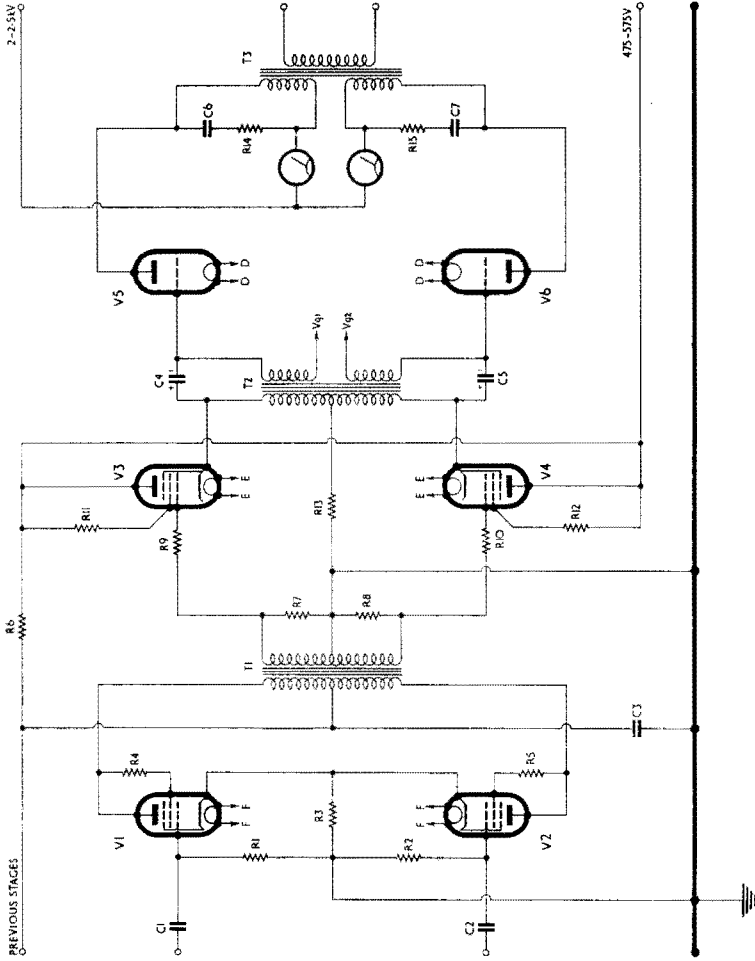 PREVIOUS STAGES
R6
2-2·5kV
C1
V1
R4
F F
R1
R3
R2
C2
V2
R5
F F
C3
T1
R7
R8
R9
R10
R11
R12
R13
V3
E E
V4
E E
C4
T2
C5
Vg1
Vg2
V5
D D
V6
D D
C6
R14
R15
C7
T3
475-575V